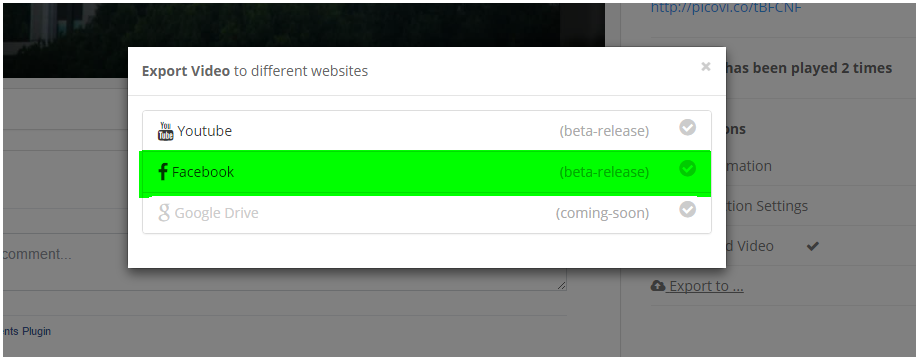 http://picovi.co/tBFCNF
Export Video to different websites
×
has been played 2 times
You Tube Youtube (beta-release)
ons
f Facebook (beta-release)
mation
g Google Drive (coming-soon)
tion Settings
comment...
d Video
Export to ...
ents Plugin